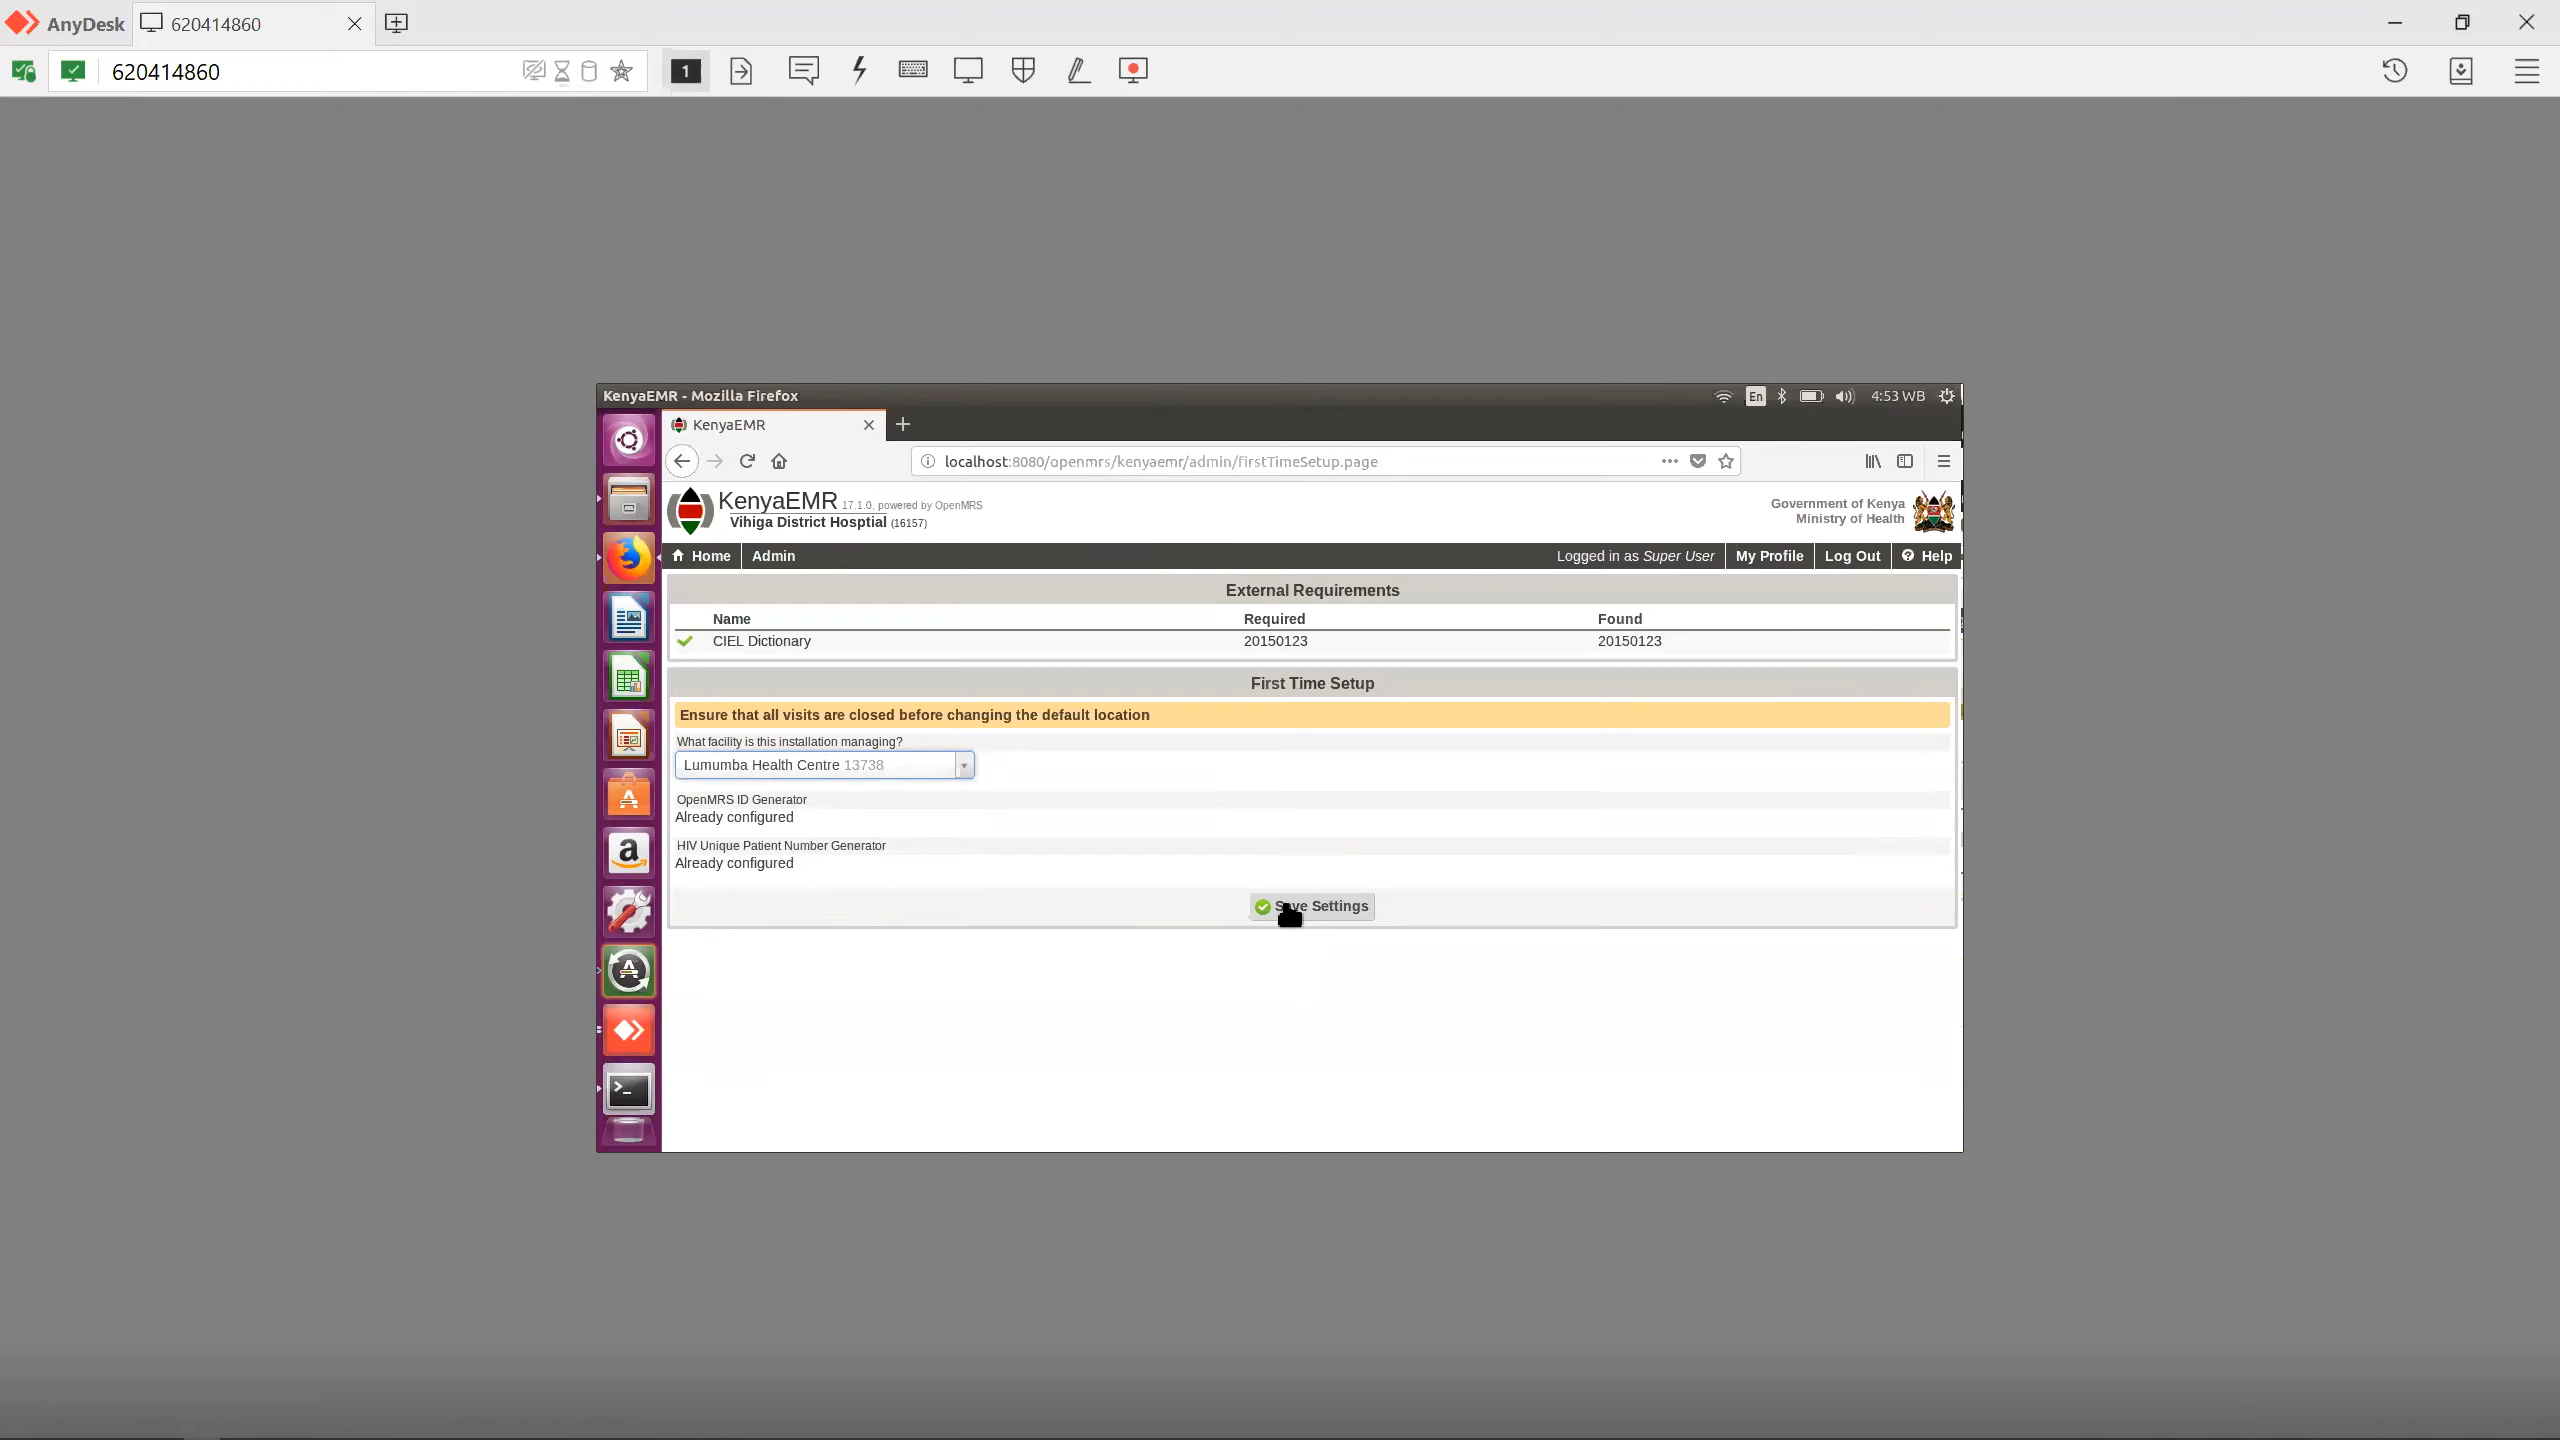 AnyDesk
620414860
620414860
1
KenyaEMR - Mozilla Firefox
En
4:53 WB
KenyaEMR
localhost:8080/openmrs/kenyaemr/admin/firstTimeSetup.page
KenyaEMR 17.1.0, powered by OpenMRS
Vihiga District Hosptial (16157)
Government of Kenya
Ministry of Health
Home
Admin
Logged in as Super User
My Profile
Log Out
Help
External Requirements
Name Required Found
CIEL Dictionary 20150123 20150123
First Time Setup
Ensure that all visits are closed before changing the default location
What facility is this installation managing?
Lumumba Health Centre 13738
OpenMRS ID Generator
Already configured
HIV Unique Patient Number Generator
Already configured
Save Settings